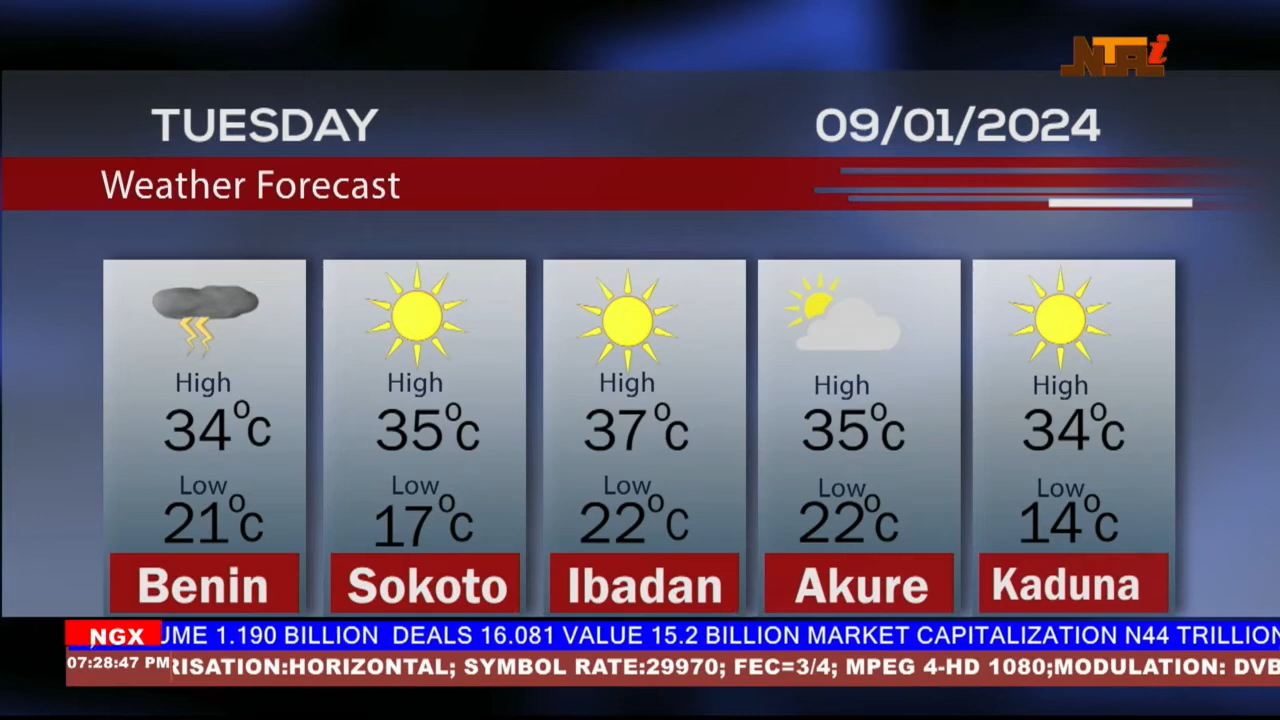 NTAi
TUESDAY
09/01/2024
Weather Forecast
High
34°c
Low
21°c
Benin
High
35°c
Low
17°c
Sokoto
High
37°c
Low
22°c
Ibadan
High
35°c
Low
22°c
Akure
High
34°c
Low
14°c
Kaduna
NGX
UME 1.190 BILLION DEALS 16.081 VALUE 15.2 BILLION MARKET CAPITALIZATION N44 TRILLION
07:28:47 PM
RISATION:HORIZONTAL; SYMBOL RATE:29970; FEC=3/4; MPEG 4-HD 1080;MODULATION: DVB